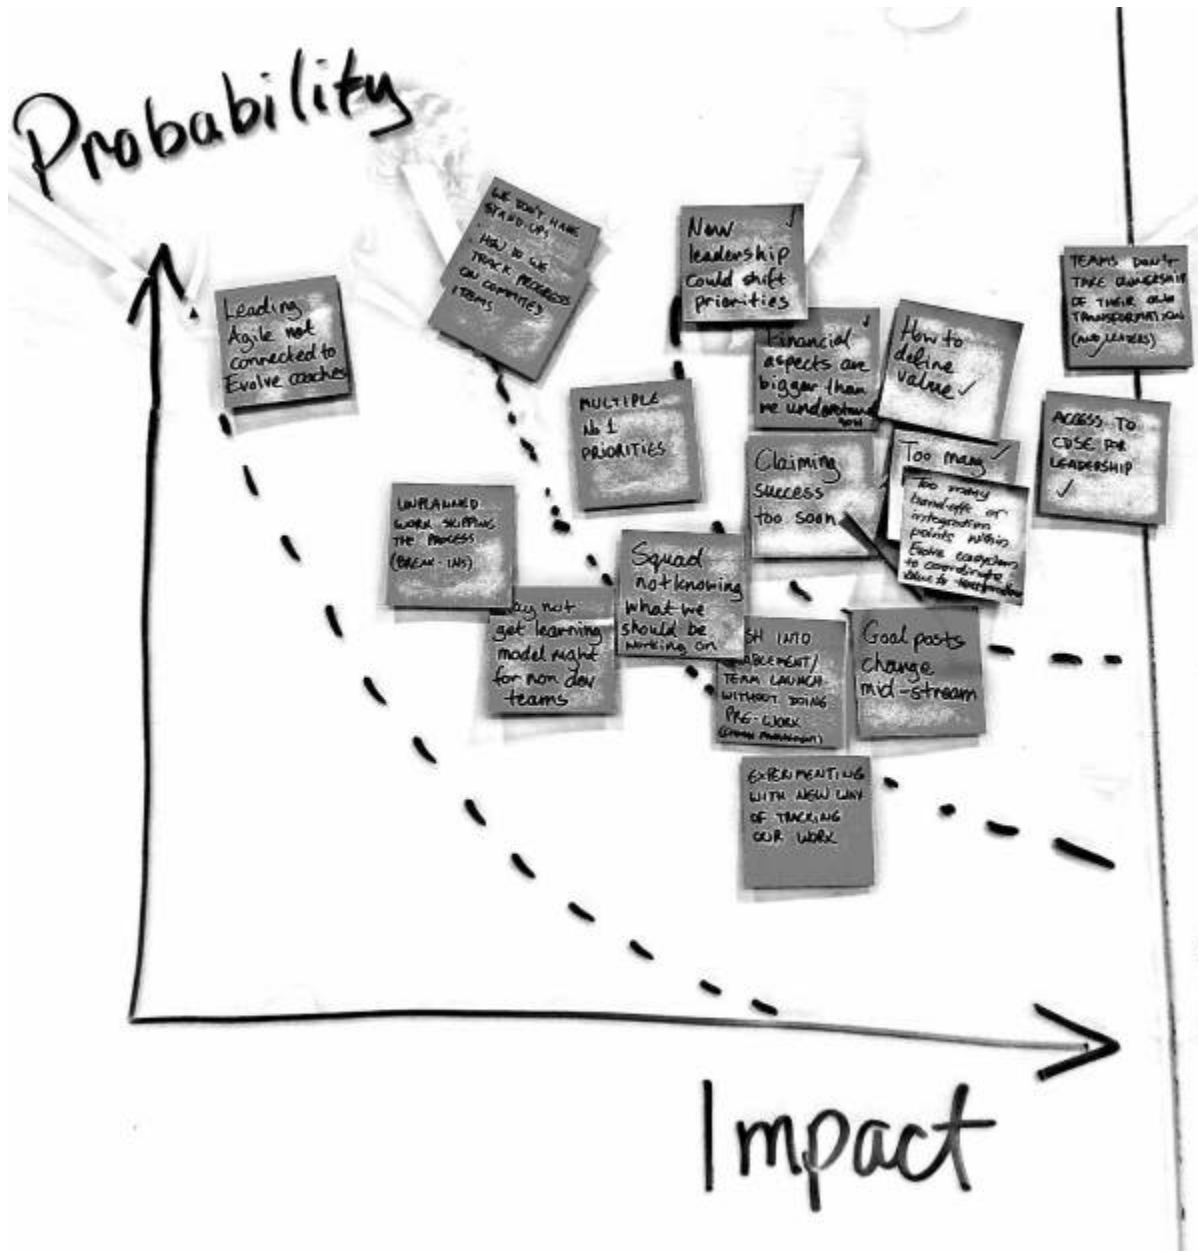 Probability
WE DON'T HAVE
STAND-UPS
HOW DO WE
TRACK PROGRESS
ON COMMITTED
ITEMS
New
leadership
could shift
priorities
TEAMS DON'T
TAKE OWNERSHIP
OF THEIR OWN
TRANSFORMATION
(AND LEADERS)
Leading
Agile not
connected to
Evolve coaches
Financial
aspects are
bigger than
we understand
How to
define
value
MULTIPLE
No 1
PRIORITIES
ACCESS TO
FOR
LEADERSHIP
Claiming
success
too soon
Too many
Too many
hand-offs or
integration
points within
Evolve ecosystem
to coordinate
UNPLANNED
WORK SKIPPING
THE PROCESS
(BREAK-INS)
Squad
not knowing
what we
should be
working on
may not
get learning
model right
for non dev
teams
INTO
TEAM LAUNCH
WITHOUT DOING
PRE-WORK
Goal posts
change
mid-stream
EXPERIMENTING
WITH NEW WAY
OF TRACKING
OUR WORK
Impact